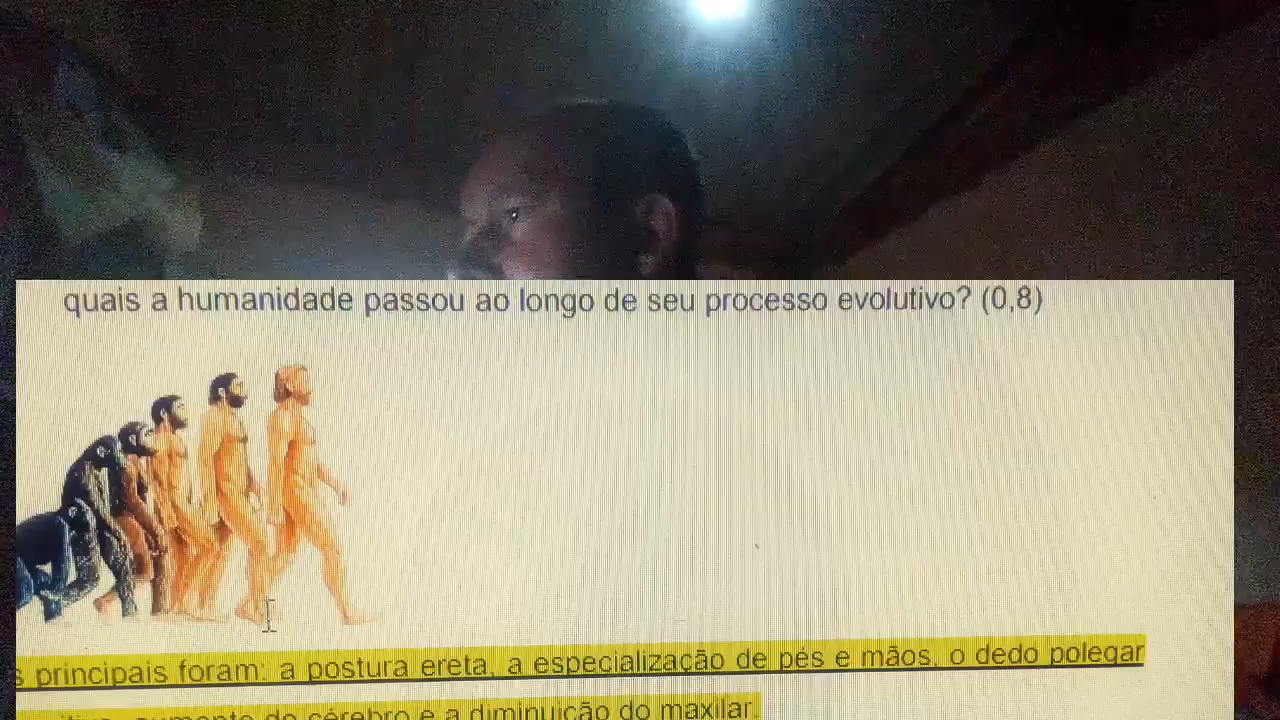 quais a humanidade passou ao longo de seu processo evolutivo? (0,8)
s principais foram: a postura ereta, a especialização de pés e mãos, o dedo polegar
aumento do cérebro e a diminuição do maxilar.